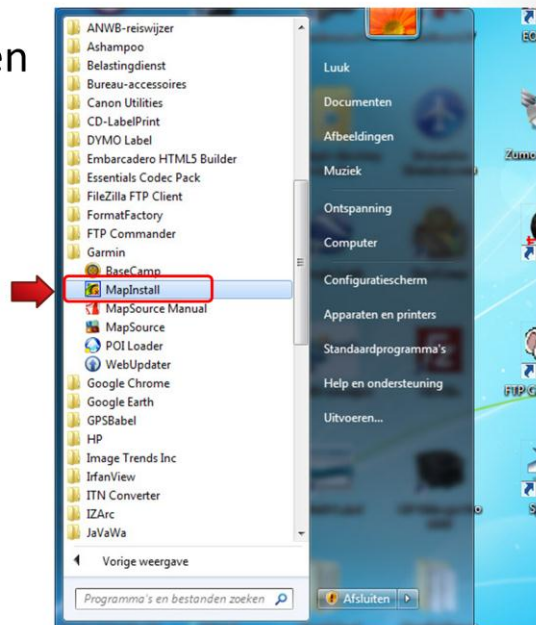 en
ANWB-reiswijzer
Ashampoo
Belastingdienst
Bureau-accessoires
Canon Utilities
CD-LabelPrint
DYMO Label
Embarcadero HTML5 Builder
Essentials Codec Pack
FileZilla FTP Client
FormatFactory
FTP Commander
Garmin
BaseCamp
MapInstall
MapSource Manual
MapSource
POI Loader
WebUpdater
Google Chrome
Google Earth
GPSBabel
HP
Image Trends Inc
IrfanView
ITN Converter
IZArc
JaVaWa
Vorige weergave
Programma's en bestanden zoeken
Luuk
Documenten
Afbeeldingen
Muziek
Ontspanning
Computer
Configuratiescherm
Apparaten en printers
Standaardprogramma's
Help en ondersteuning
Uitvoeren...
Afsluiten
EC
Zumo
FTP C
S